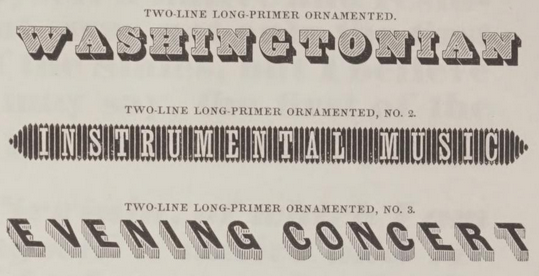 TWO-LINE LONG-PRIMER ORNAMENTED.
WASHINGTONIAN
TWO-LINE LONG-PRIMER ORNAMENTED, NO. 2.
INSTRUMENTAL MUSIC
TWO-LINE LONG-PRIMER ORNAMENTED, NO. 3.
EVENING CONCERT